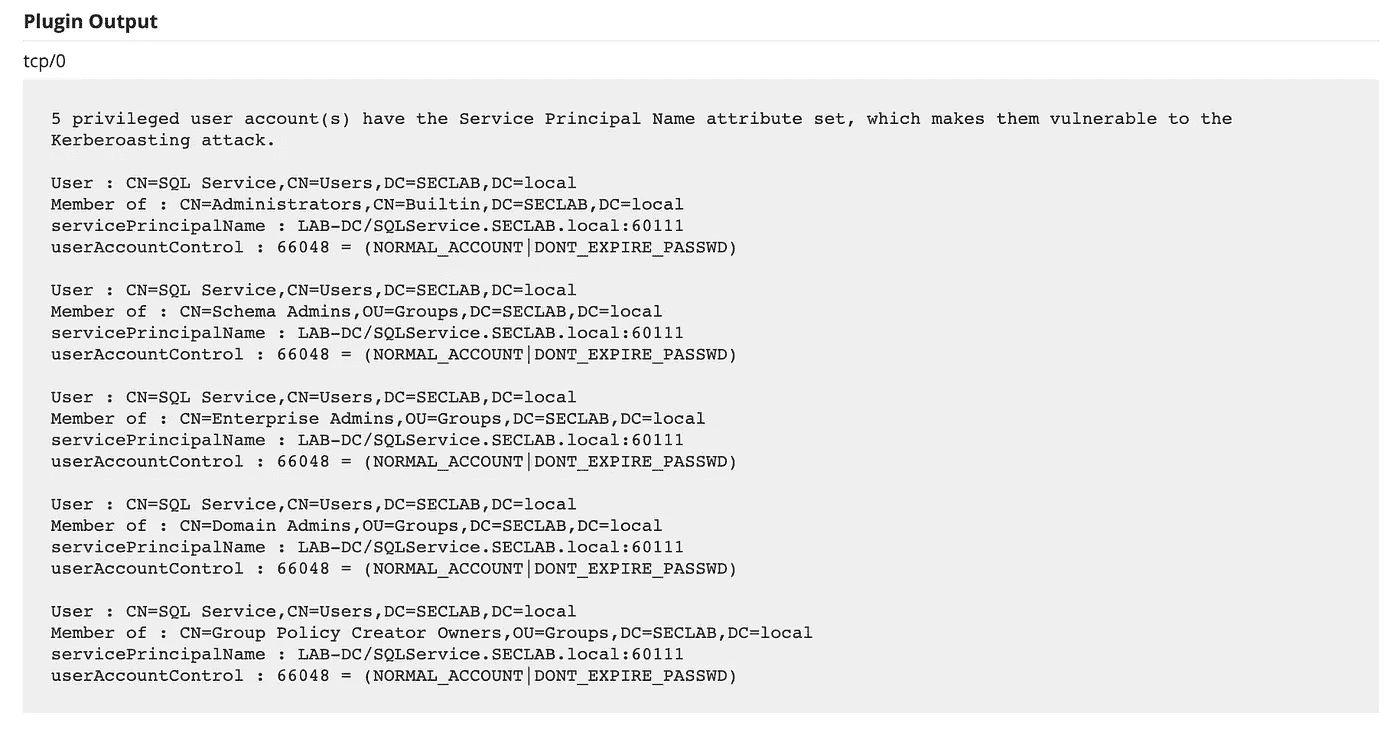 Plugin Output
tcp/0
5 privileged user account(s) have the Service Principal Name attribute set, which makes them vulnerable to the
Kerberoasting attack.
User : CN=SQL Service,CN=Users,DC=SECLAB,DC=local
Member of : CN=Administrators,CN=Builtin,DC=SECLAB,DC=local
servicePrincipalName : LAB-DC/SQLService.SECLAB.local:60111
userAccountControl : 66048 = (NORMAL_ACCOUNT|DONT_EXPIRE_PASSWD)
User : CN=SQL Service,CN=Users,DC=SECLAB,DC=local
Member of : CN=Schema Admins,OU=Groups,DC=SECLAB,DC=local
servicePrincipalName : LAB-DC/SQLService.SECLAB.local:60111
userAccountControl : 66048 = (NORMAL_ACCOUNT|DONT_EXPIRE_PASSWD)
User : CN=SQL Service,CN=Users,DC=SECLAB,DC=local
Member of : CN=Enterprise Admins,OU=Groups,DC=SECLAB,DC=local
servicePrincipalName : LAB-DC/SQLService.SECLAB.local:60111
userAccountControl : 66048 = (NORMAL_ACCOUNT|DONT_EXPIRE_PASSWD)
User : CN=SQL Service,CN=Users,DC=SECLAB,DC=local
Member of : CN=Domain Admins,OU=Groups,DC=SECLAB,DC=local
servicePrincipalName : LAB-DC/SQLService.SECLAB.local:60111
userAccountControl : 66048 = (NORMAL_ACCOUNT|DONT_EXPIRE_PASSWD)
User : CN=SQL Service,CN=Users,DC=SECLAB,DC=local
Member of : CN=Group Policy Creator Owners,OU=Groups,DC=SECLAB,DC=local
servicePrincipalName : LAB-DC/SQLService.SECLAB.local:60111
userAccountControl : 66048 = (NORMAL_ACCOUNT|DONT_EXPIRE_PASSWD)